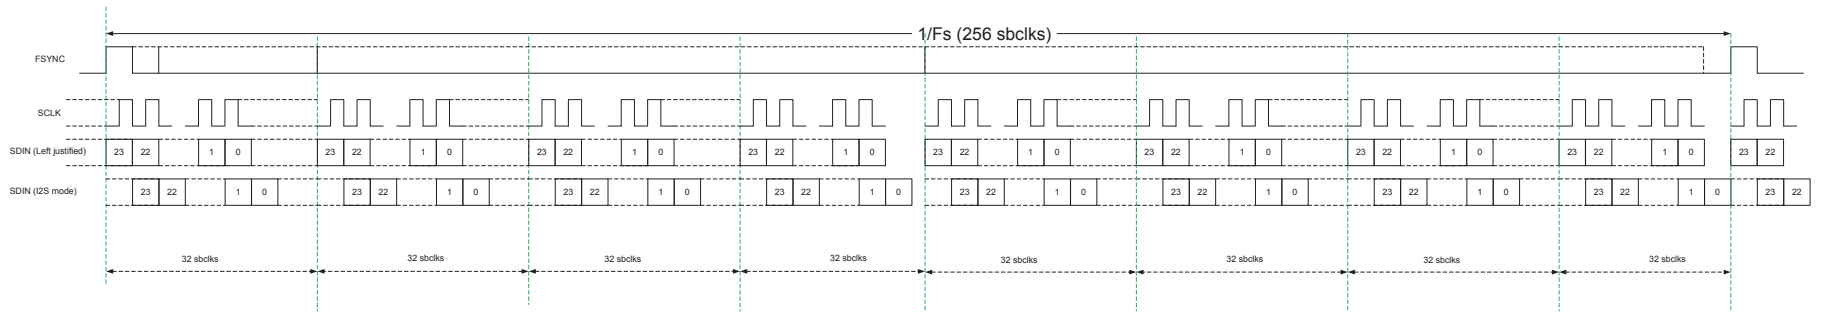 1/Fs (256 sbclks)
FSYNC
SCLK
SDIN (Left justified) 23 22 1 0 23 22 1 0 23 22 1 0 23 22 1 0 23 22 1 0 23 22 1 0 23 22 1 0 23 22 1 0 23 22
SDIN (I2S mode) 23 22 1 0 23 22 1 0 23 22 1 0 23 22 1 0 23 22 1 0 23 22 1 0 23 22 1 0 23 22 1 0 23 22
32 sbclks 32 sbclks 32 sbclks 32 sbclks 32 sbclks 32 sbclks 32 sbclks 32 sbclks